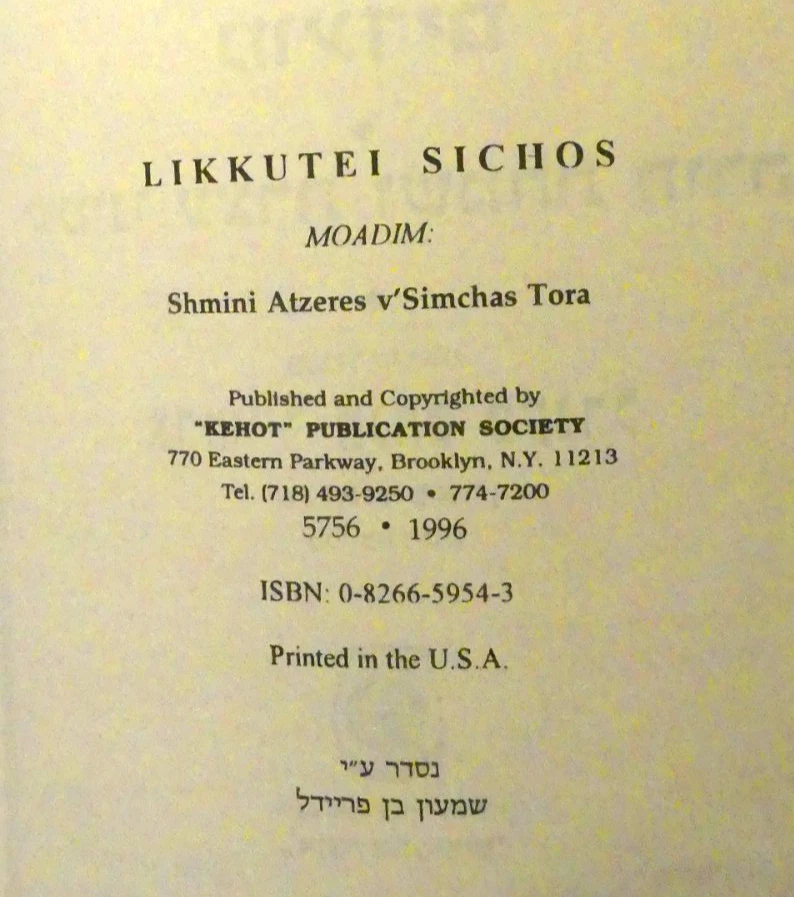 LIKKUTEI SICHOS
MOADIM:
Shmini Atzeres v'Simchas Tora
Published and Copyrighted by
"KEHOT" PUBLICATION SOCIETY
770 Eastern Parkway, Brooklyn, N.Y. 11213
Tel. (718) 493-9250 • 774-7200
5756 • 1996
ISBN: 0-8266-5954-3
Printed in the U.S.A.
נסדר ע״י
שמעון בן פריידל